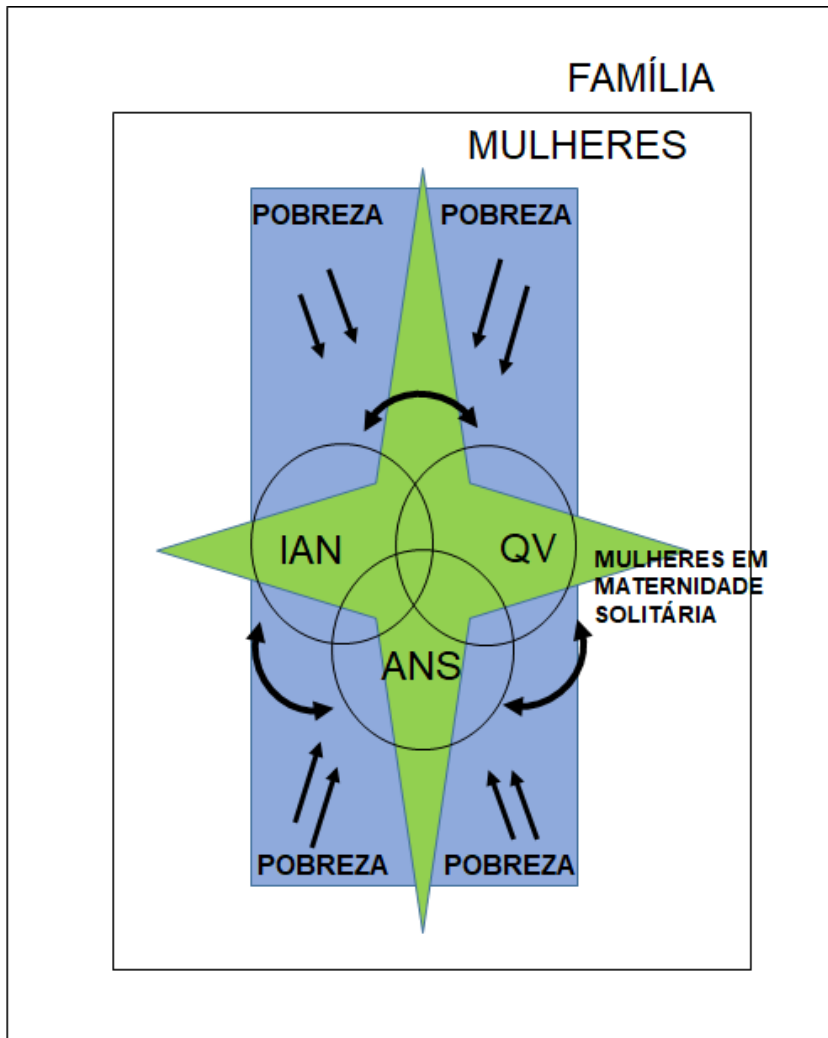 FAMÍLIA
MULHERES
POBREZA POBREZA
IAN QV
MULHERES EM
MATERNIDADE
SOLITÁRIA
ANS
POBREZA POBREZA